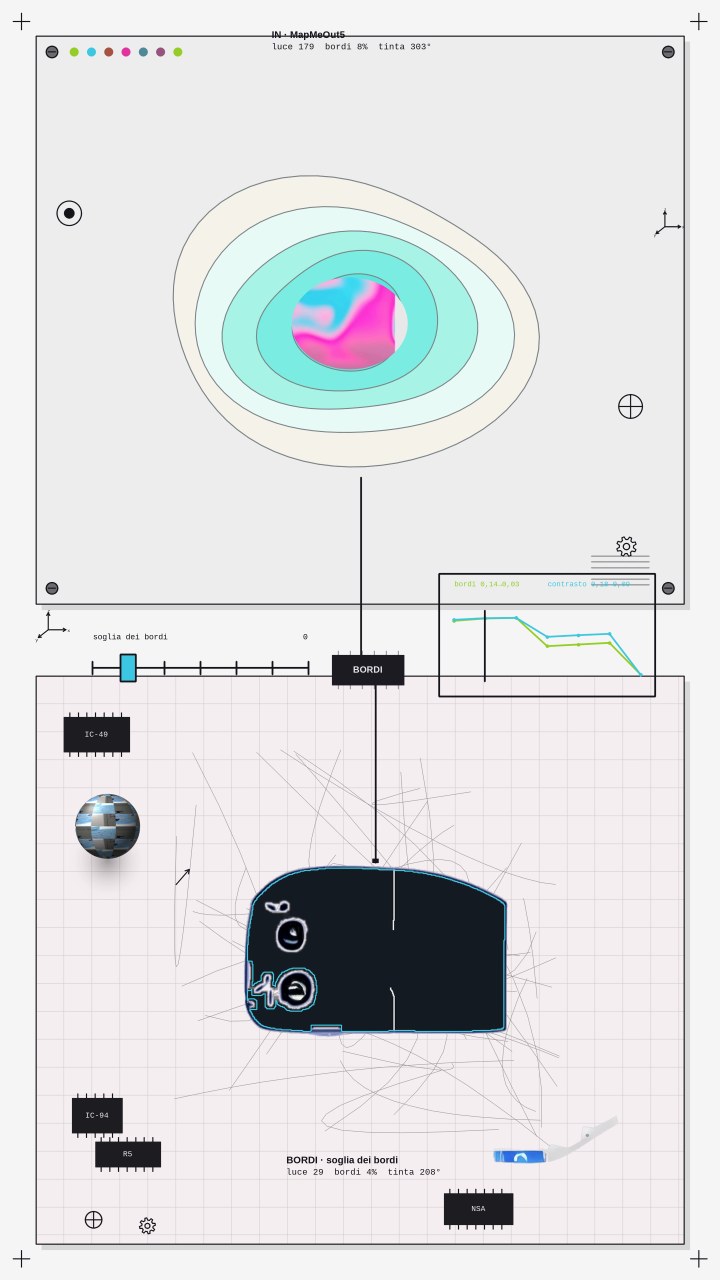 IN · MapMeOut5
luce 179  bordi 8%  tinta 303°
bordi 0,14→0,03
contrasto
soglia dei bordi
0
BORDI
IC-49
IC-94
R5
BORDI · soglia dei bordi
luce 29  bordi 4%  tinta 208°
NSA